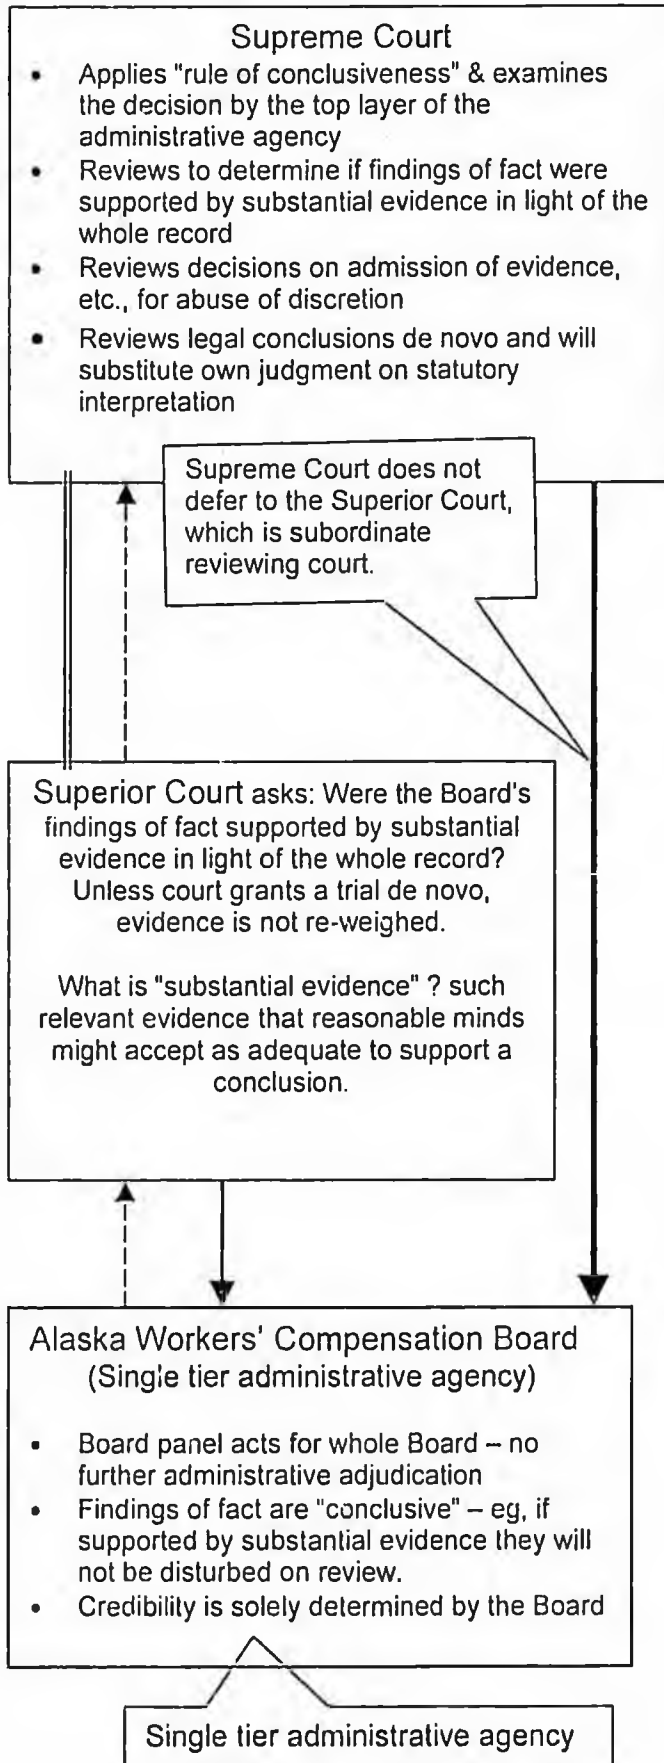 Supreme Court
• Applies "rule of conclusiveness" & examines
the decision by the top layer of the
administrative agency
• Reviews to determine if findings of fact were
supported by substantial evidence in light of the
whole record
• Reviews decisions on admission of evidence,
etc., for abuse of discretion
• Reviews legal conclusions de novo and will
substitute own judgment on statutory
interpretation
Supreme Court does not
defer to the Superior Court,
which is subordinate
reviewing court.
Superior Court asks: Were the Board's
findings of fact supported by substantial
evidence in light of the whole record?
Unless court grants a trial de novo,
evidence is not re-weighed.
What is "substantial evidence" ? such
relevant evidence that reasonable minds
might accept as adequate to support a
conclusion.
Alaska Workers' Compensation Board
(Single tier administrative agency)
• Board panel acts for whole Board – no
further administrative adjudication
• Findings of fact are "conclusive" – eg, if
supported by substantial evidence they will
not be disturbed on review.
• Credibility is solely determined by the Board
Single tier administrative agency